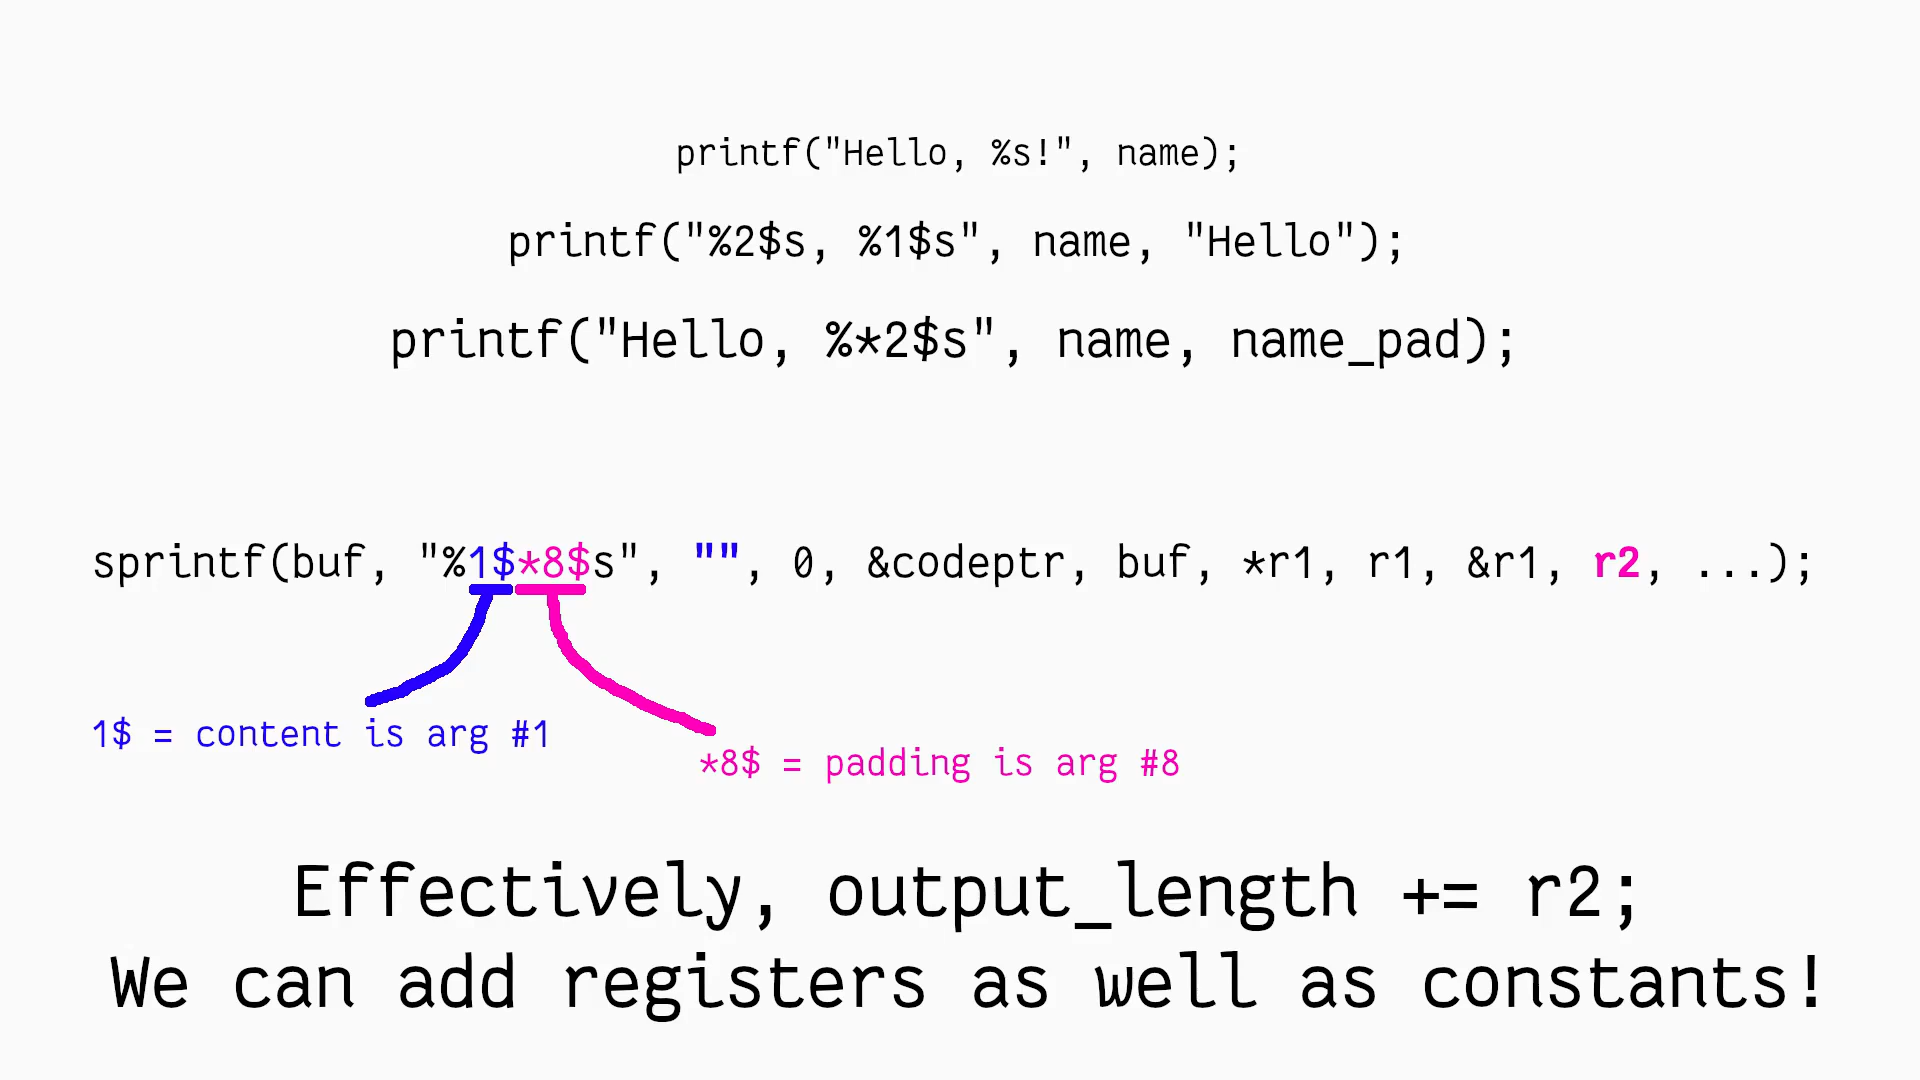 printf("Hello, %s!", name);
printf("%2$s, %1$s", name, "Hello");
printf("Hello, %*2$s", name, name_pad);
sprintf(buf, "%1$*8$s", "", 0, &codeptr, buf, *r1, r1, &r1, r2, ...);
1$ = content is arg #1
*8$ = padding is arg #8
Effectively, output_length += r2;
We can add registers as well as constants!